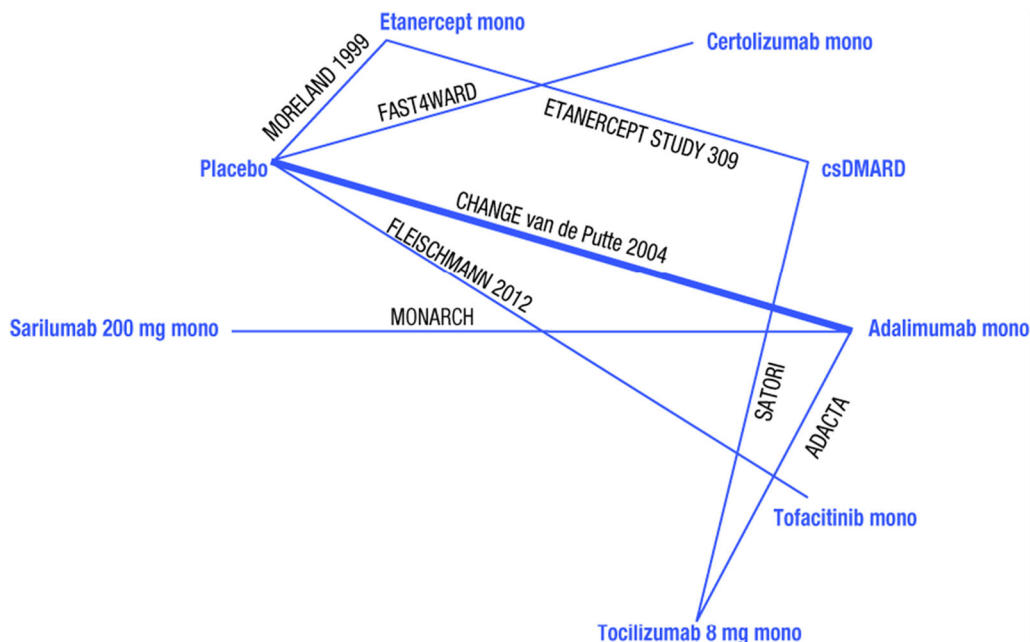 Etanercept mono
Certolizumab mono
MORELAND 1999
FAST4WARD
ETANERCEPT STUDY 309
Placebo
csDMARD
CHANGE van de Putte 2004
FLEISCHMANN 2012
MONARCH
Sarilumab 200 mg mono
Adalimumab mono
SATORI
ADACTA
Tofacitinib mono
Tocilizumab 8 mg mono